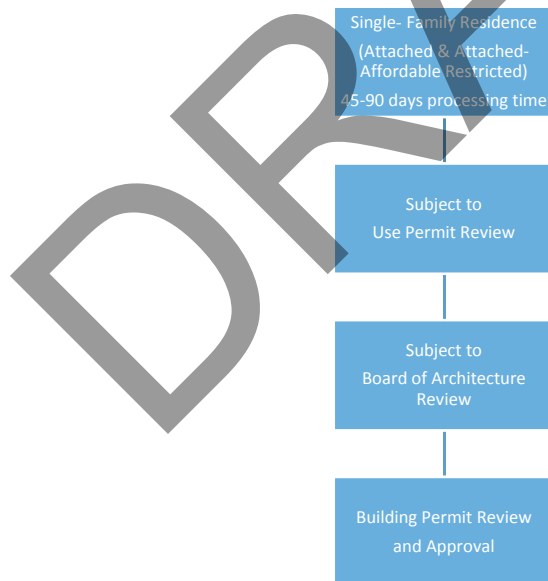 Single- Family Residence
(Attached & Attached-
Affordable Restricted)
45-90 days processing time
Subject to
Use Permit Review
Subject to
Board of Architecture
Review
Building Permit Review
and Approval